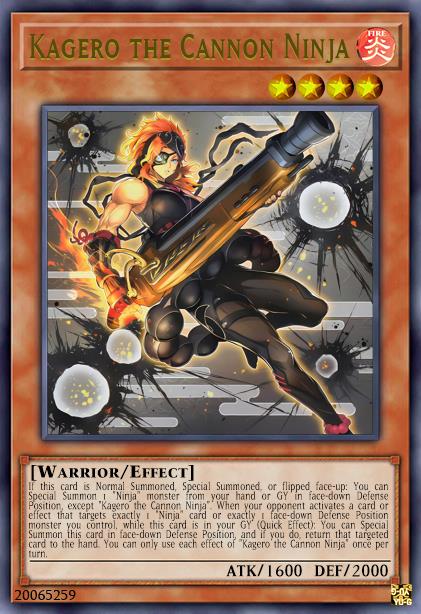 KAGERO THE CANNON NINJA
FIRE
炎
[WARRIOR/EFFECT]
If this card is Normal Summoned, Special Summoned, or flipped face-up: You can
Special Summon 1 "Ninja" monster from your hand or GY in face-down Defense
Position, except "Kagero the Cannon Ninja". When your opponent activates a card or
effect that targets exactly 1 "Ninja" card or exactly 1 face-down Defense Position
monster you control, while this card is in your GY (Quick Effect): You can Special
Summon this card in face-down Defense Position, and if you do, return that targeted
card to the hand. You can only use each effect of "Kagero the Cannon Ninja" once per
turn.
ATK/1600 DEF/2000
20065259